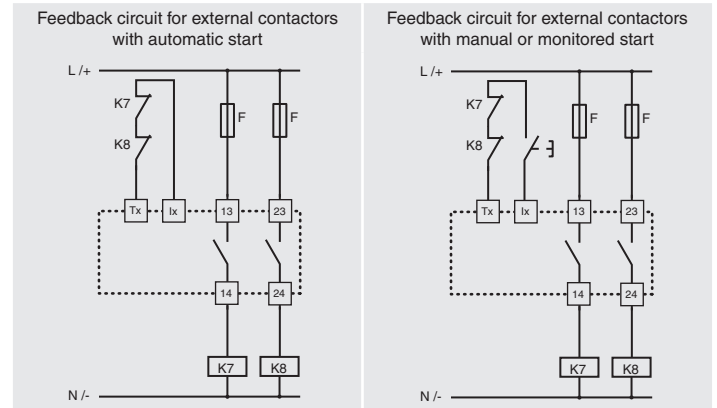 Feedback circuit for external contactors
with automatic start
L /+
K7
K8
F
F
Tx
Ix
13
23
14
24
K7
K8
N /-
Feedback circuit for external contactors
with manual or monitored start
L /+
K7
K8
F
F
Tx
Ix
13
23
14
24
K7
K8
N /-